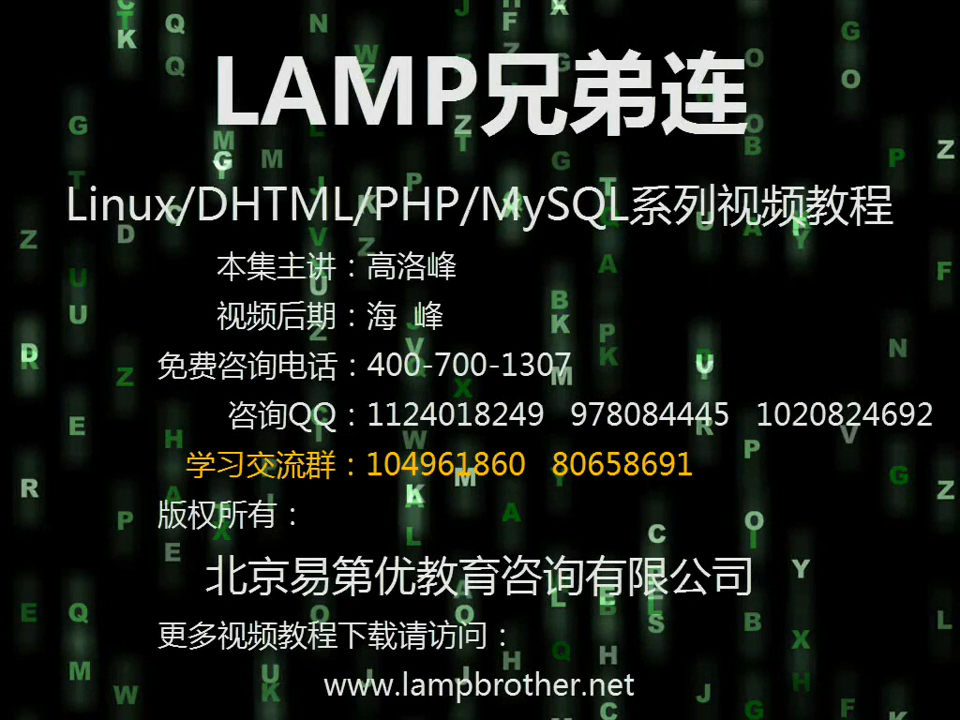 LAMP兄弟连
Linux/DHTML/PHP/MySQL系列视频教程
本集主讲：高洛峰
视频后期：海 峰
免费咨询电话：400-700-1307
咨询QQ：1124018249 978084445 1020824692
学习交流群：104961860 80658691
版权所有：
北京易第优教育咨询有限公司
更多视频教程下载请访问：
www.lampbrother.net